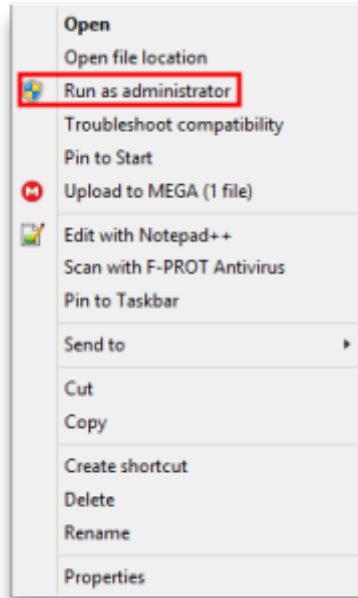 Open
Open file location
Run as administrator
Troubleshoot compatibility
Pin to Start
Upload to MEGA (1 file)
Edit with Notepad++
Scan with F-PROT Antivirus
Pin to Taskbar
Send to
Cut
Copy
Create shortcut
Delete
Rename
Properties